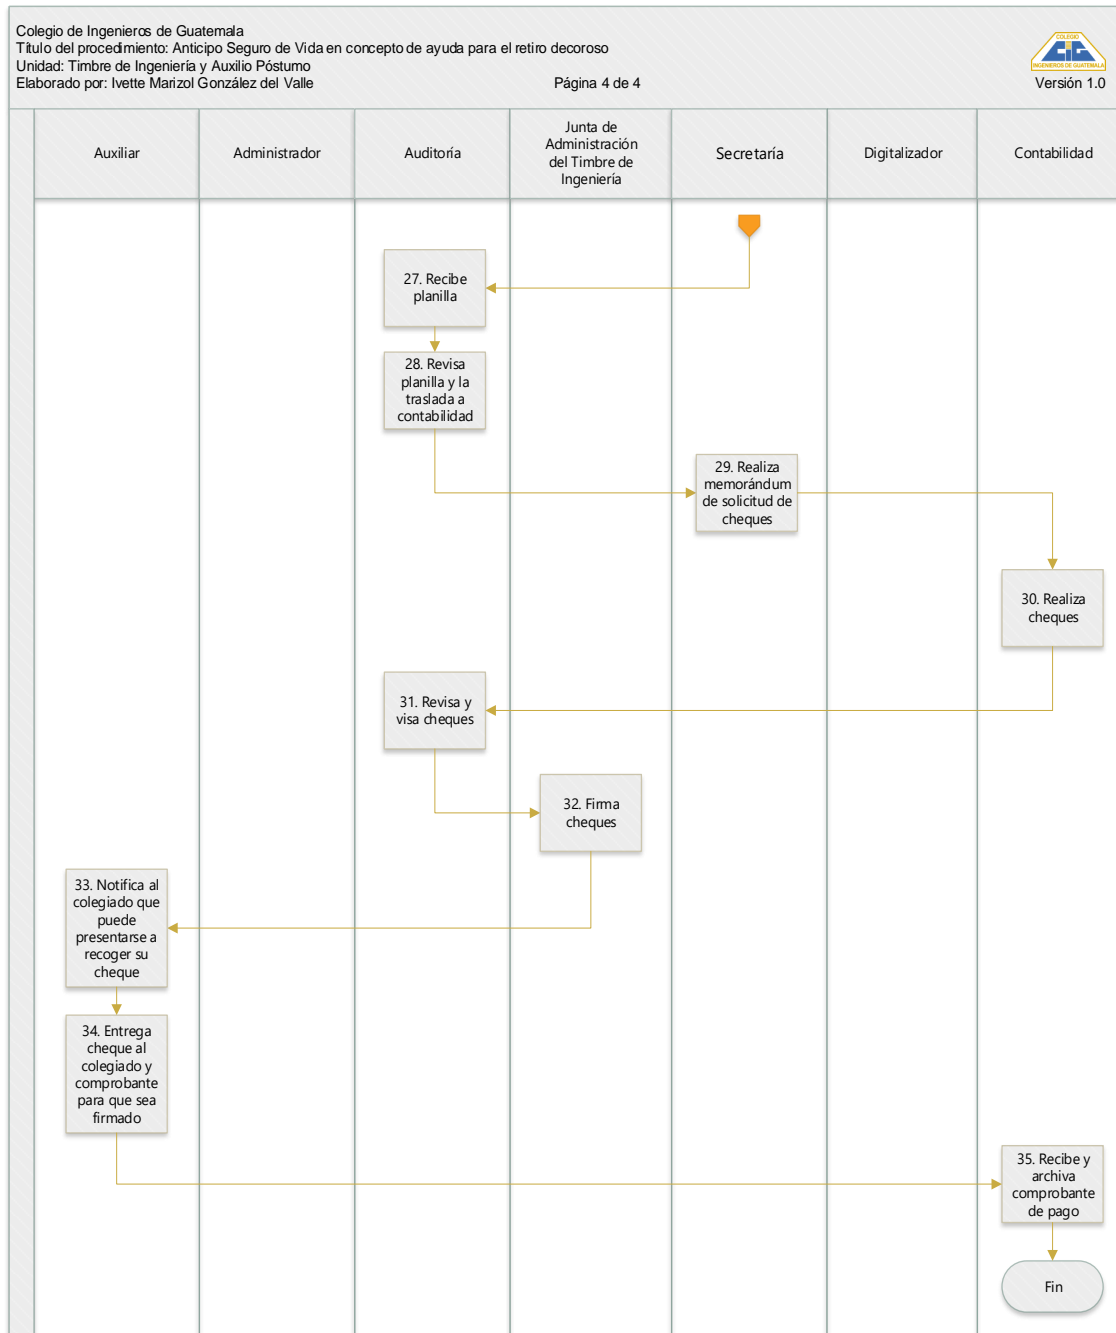 Colegio de Ingenieros de Guatemala
Título del procedimiento: Anticipo Seguro de Vida en concepto de ayuda para el retiro decoroso
Unidad: Timbre de Ingeniería y Auxilio Póstumo
Elaborado por: Ivette Marizol González del Valle
Página 4 de 4
COLEGIO
CIG
INGENIEROS DE GUATEMALA
Versión 1.0
Auxiliar
Administrador
Auditoría
Junta de
Administración
del Timbre de
Ingeniería
Secretaría
Digitalizador
Contabilidad
27. Recibe
planilla
28. Revisa
planilla y la
traslada a
contabilidad
29. Realiza
memorándum
de solicitud de
cheques
30. Realiza
cheques
31. Revisa y
visa cheques
32. Firma
cheques
33. Notifica al
colegiado que
puede
presentarse a
recoger su
cheque
34. Entrega
cheque al
colegiado y
comprobante
para que sea
firmado
35. Recibe y
archiva
comprobante
de pago
Fin